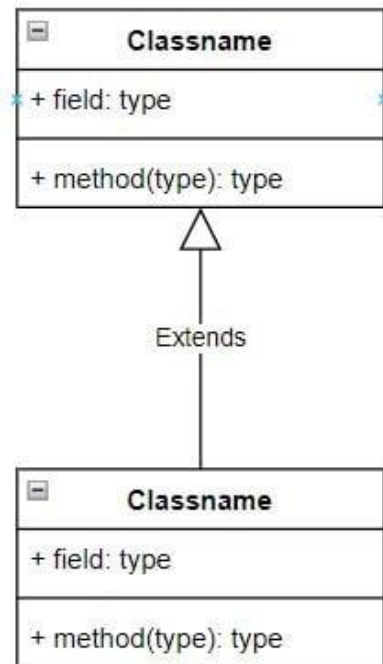 Classname
+ field: type
+ method(type): type
Extends
Classname
+ field: type
+ method(type): type